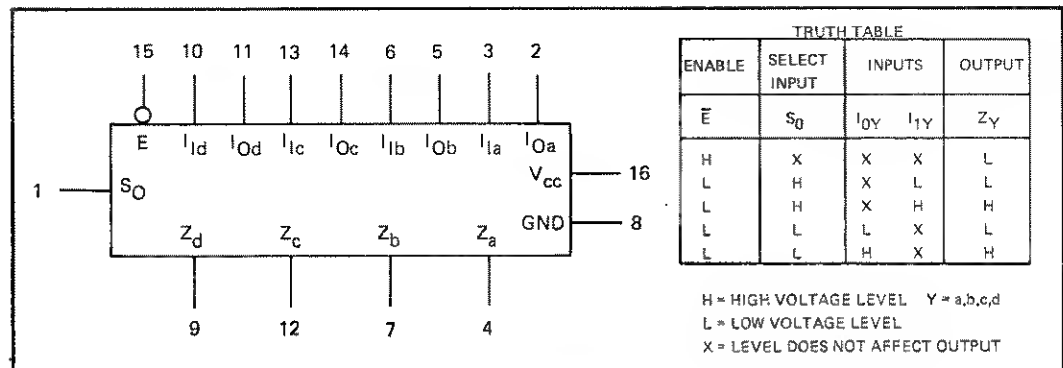 15 10 11 13 14 6 5 3 2
E I1d I0d I1c I0c I1b I0b I1a I0a
Vcc 16
1 S0
GND 8
Zd Zc Zb Za
9 12 7 4
TRUTH TABLE
ENABLE SELECT INPUT INPUTS OUTPUT
E̅ S0 I0Y I1Y ZY
H X X X L
L H X L L
L H X H H
L L L X L
L L H X H
H = HIGH VOLTAGE LEVEL Y = a,b,c,d
L = LOW VOLTAGE LEVEL
X = LEVEL DOES NOT AFFECT OUTPUT